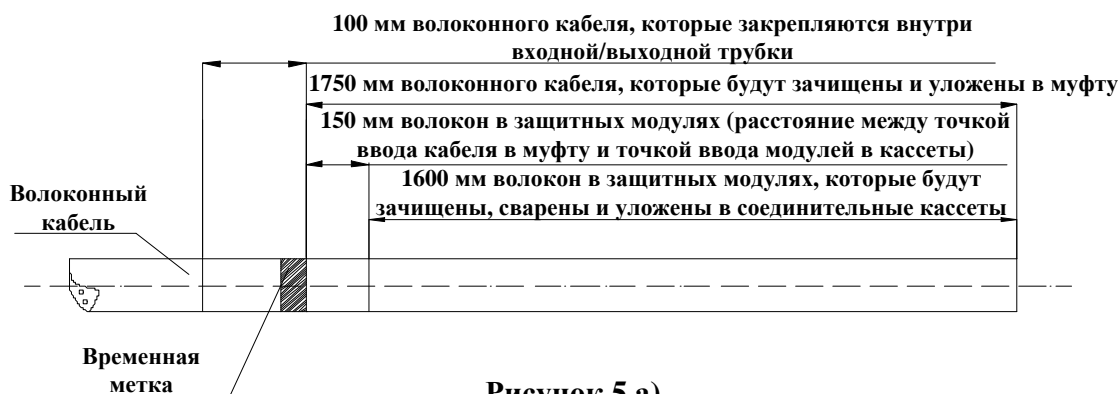 100 мм волоконного кабеля, которые закрепляются внутри
входной/выходной трубки
1750 мм волоконного кабеля, которые будут зачищены и уложены в муфту
150 мм волокон в защитных модулях (расстояние между точкой
ввода кабеля в муфту и точкой ввода модулей в кассеты)
1600 мм волокон в защитных модулях, которые будут
зачищены, сварены и уложены в соединительные кассеты
Волоконный
кабель
Временная
метка
Рисунок 5 а)